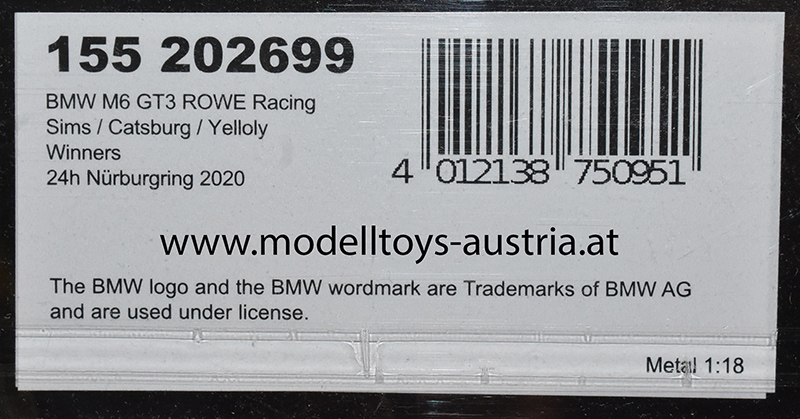 155 202699
BMW M6 GT3 ROWE Racing
Sims / Catsburg / Yelloly
Winners
24h Nürburgring 2020
4 012138 750951
www.modelltoys-austria.at
The BMW logo and the BMW wordmark are Trademarks of BMW AG
and are used under license.
Metal 1:18